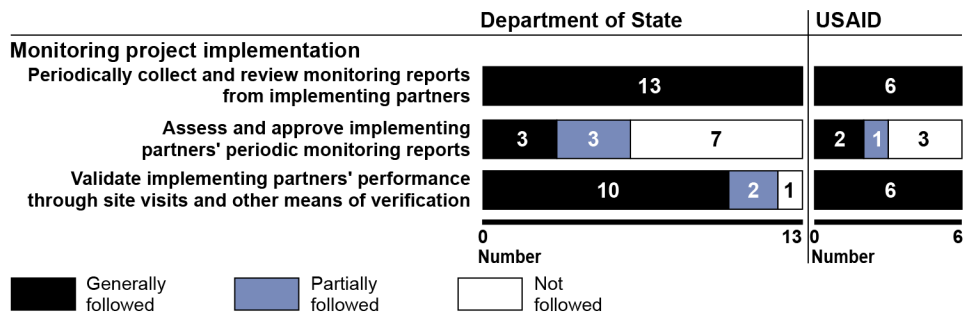 Department of State USAID
Monitoring project implementation
Periodically collect and review monitoring reports
from implementing partners
13 6
Assess and approve implementing
partners' periodic monitoring reports
3 3 7 2 1 3
Validate implementing partners' performance
through site visits and other means of verification
10 2 1 6
0 13 0 6
Number Number
Generally
followed
Partially
followed
Not
followed